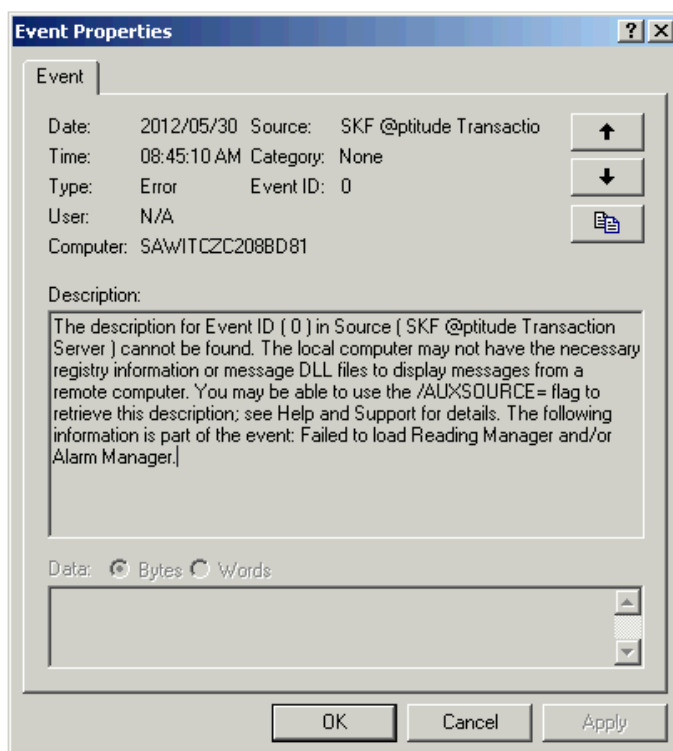 Event Properties
Event
Date: 2012/05/30 Source: SKF @ptitude Transactio
Time: 08:45:10 AM Category: None
Type: Error Event ID: 0
User: N/A
Computer: SAWITCZC208BD81
Description:
The description for Event ID ( 0 ) in Source ( SKF @ptitude Transaction
Server ) cannot be found. The local computer may not have the necessary
registry information or message DLL files to display messages from a
remote computer. You may be able to use the /AUXSOURCE= flag to
retrieve this description; see Help and Support for details. The following
information is part of the event: Failed to load Reading Manager and/or
Alarm Manager.
Data: Bytes Words
OK Cancel Apply